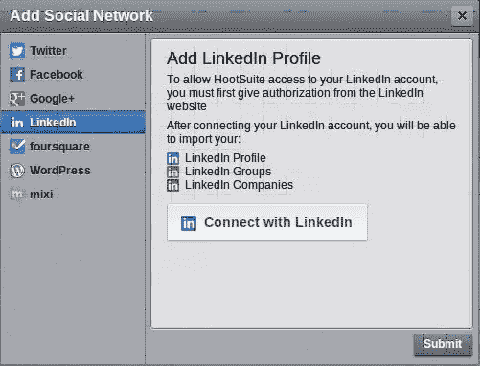 Add Social Network
Twitter
Facebook
Google+
LinkedIn
foursquare
WordPress
mixi
Add LinkedIn Profile
To allow HootSuite access to your LinkedIn account,
you must first give authorization from the LinkedIn
website
After connecting your LinkedIn account, you will be able
to import your:
LinkedIn Profile
LinkedIn Groups
LinkedIn Companies
Connect with LinkedIn
Submit